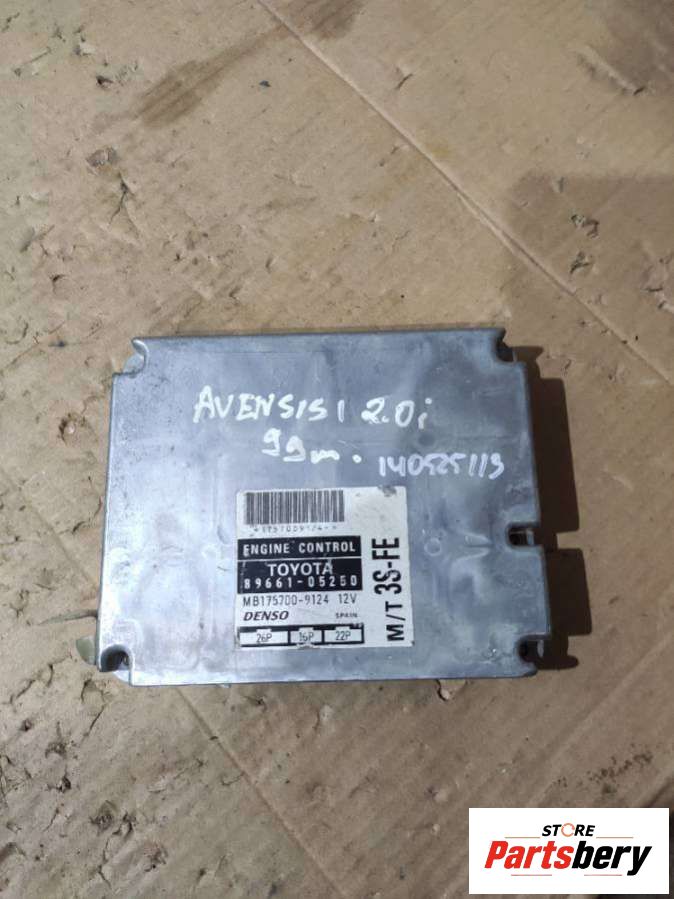 AVENSIS I 2.0i
99m. 140525113
*1757009124-*
ENGINE CONTROL
TOYOTA
89661-05250
MB175700-9124 12V
DENSO SPAIN
26P 16P 22P
M/T 3S-FE
STORE
Partsbery